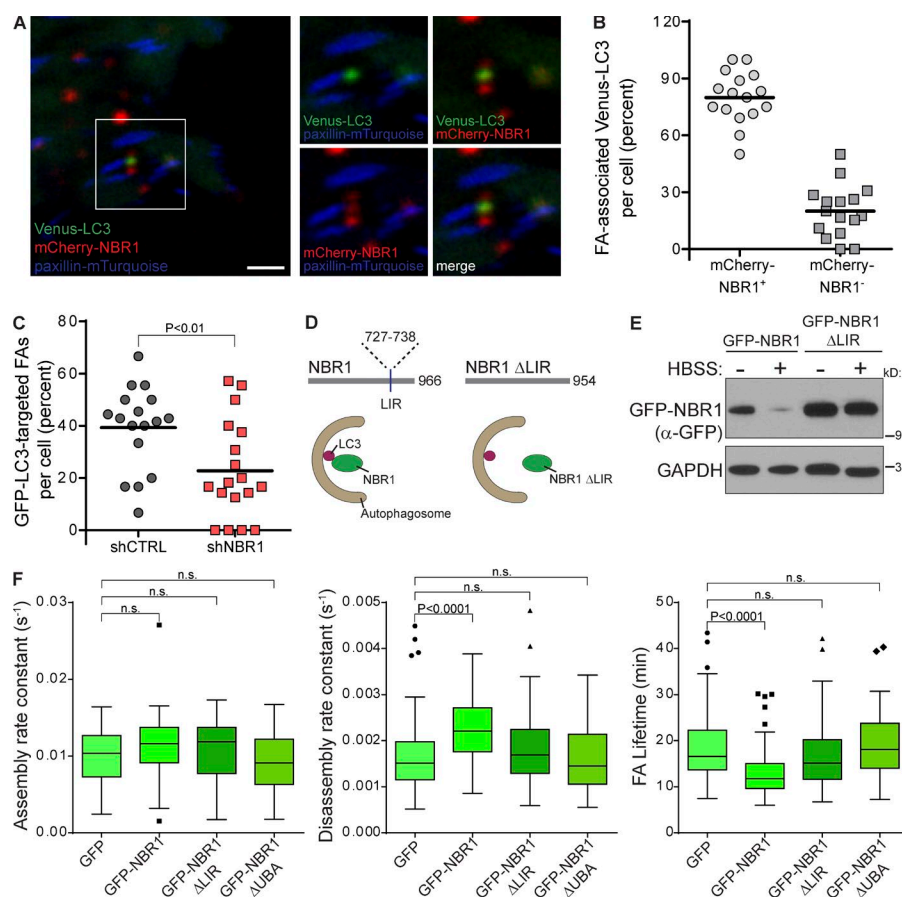 A
Venus-LC3
mCherry-NBR1
paxillin-mTurquoise
Venus-LC3
paxillin-mTurquoise
Venus-LC3
mCherry-NBR1
mCherry-NBR1
paxillin-mTurquoise
merge
B
FA-associated Venus-LC3
per cell (percent)
120
90
60
30
0
mCherry-
NBR1⁺
mCherry-
NBR1⁻
C
GFP-LC3-targeted FAs
per cell (percent)
80
60
40
20
0
P<0.01
shCTRL
shNBR1
D
727-738
NBR1
966
LIR
NBR1 ΔLIR
954
LC3
NBR1
Autophagosome
NBR1 ΔLIR
E
GFP-NBR1
GFP-NBR1
ΔLIR
HBSS:
- + - +
kD:
GFP-NBR1
(α-GFP)
–9
GAPDH
–3
F
Assembly rate constant (s⁻¹)
0.03
0.02
0.01
0.00
n.s.
n.s.
n.s.
GFP
GFP-NBR1
GFP-NBR1
ΔLIR
GFP-NBR1
ΔUBA
Disassembly rate constant (s⁻¹)
0.005
0.004
0.003
0.002
0.001
0.000
n.s.
n.s.
P<0.0001
GFP
GFP-NBR1
GFP-NBR1
ΔLIR
GFP-NBR1
ΔUBA
FA Lifetime (min)
50
40
30
20
10
0
n.s.
n.s.
P<0.0001
GFP
GFP-NBR1
GFP-NBR1
ΔLIR
GFP-NBR1
ΔUBA